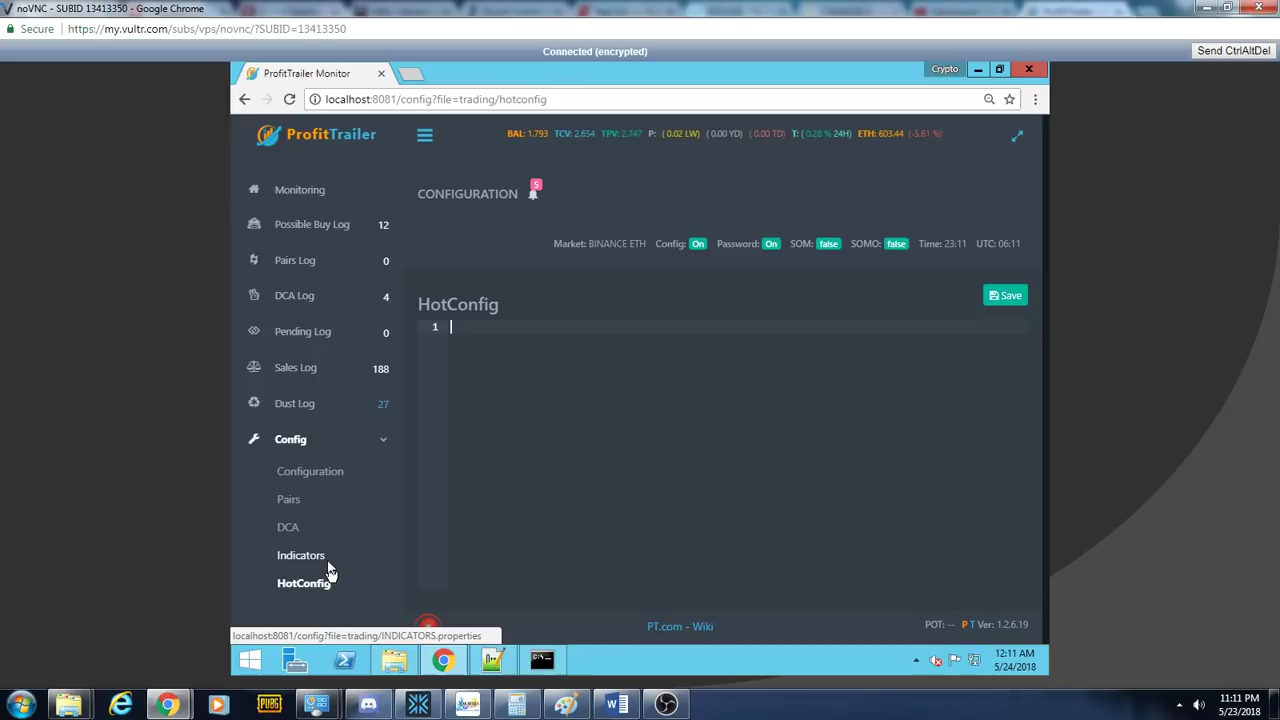 noVNC - SUBID 13413350 - Google Chrome
Secure https://my.vultr.com/subs/vps/novnc/?SUBID=13413350
Connected (encrypted)
Send CtrlAltDel
ProfitTrailer Monitor
Crypto
localhost:8081/config?file=trading/hotconfig
ProfitTrailer
BAL: 1.793 TCV: 2.654 TPV: 2.747 P: ( 0.02 LW) ( 0.00 YD) ( 0.00 TD) T: ( 0.28 % 24H) ETH: 603.44 (-5.61 %)
Monitoring
CONFIGURATION 5
Possible Buy Log 12
Market: BINANCE ETH Config: On Password: On SOM: false SOMO: false Time: 23:11 UTC: 06:11
Pairs Log 0
DCA Log 4
HotConfig
Save
1
Pending Log 0
Sales Log 188
Dust Log 27
Config
Configuration
Pairs
DCA
Indicators
HotConfig
PT.com - Wiki
POT: -- P T Ver: 1.2.6.19
localhost:8081/config?file=trading/INDICATORS.properties
12:11 AM
5/24/2018
PUBG
W
11:11 PM
5/23/2018